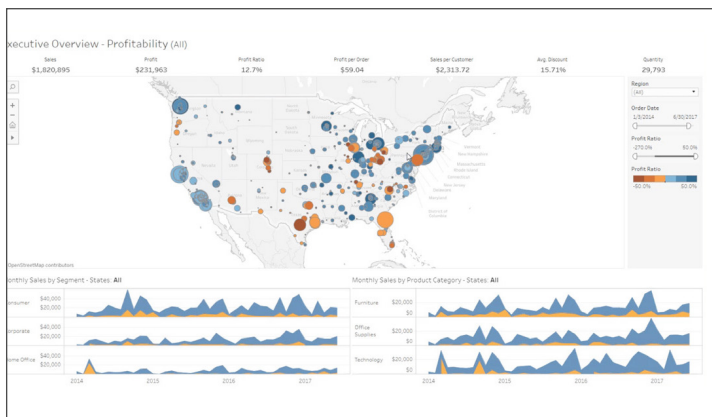 xecutive Overview - Profitability (All)
Sales Profit Profit Ratio Profit per Order Sales per Customer Avg. Discount Quantity
$1,820,895 $231,963 12.7% $59.04 $2,313.72 15.71% 29,793
Region
(All)
Order Date
1/3/2014 6/30/2017
Profit Ratio
-270.0% 50.0%
Profit Ratio
-50.0% 50.0%
OpenStreetMap contributors
onthly Sales by Segment - States: All
onsumer $40,000
$20,000
orporate $40,000
$20,000
ome Office $40,000
$20,000
2014 2015 2016 2017
Monthly Sales by Product Category - States: All
Furniture $20,000
$0
Office
Supplies $20,000
$0
Technology $20,000
$0
2014 2015 2016 2017